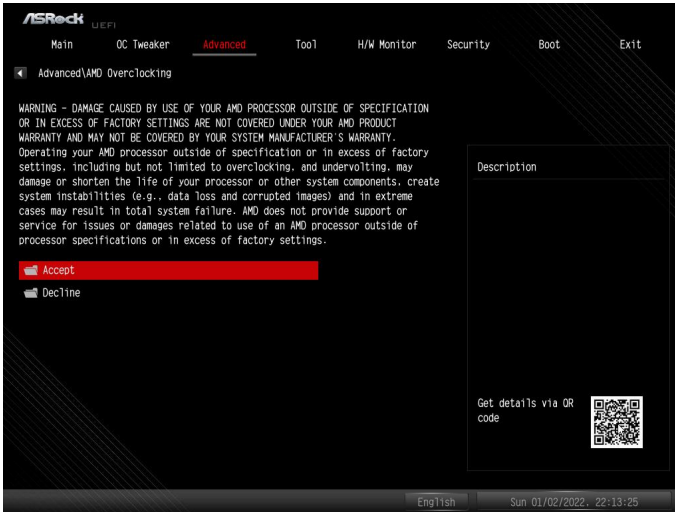 ASRock UEFI
Main OC Tweaker Advanced Tool H/W Monitor Security Boot Exit
Advanced\AMD Overclocking
WARNING - DAMAGE CAUSED BY USE OF YOUR AMD PROCESSOR OUTSIDE OF SPECIFICATION
OR IN EXCESS OF FACTORY SETTINGS ARE NOT COVERED UNDER YOUR AMD PRODUCT
WARRANTY AND MAY NOT BE COVERED BY YOUR SYSTEM MANUFACTURER`S WARRANTY.
Operating your AMD processor outside of specification or in excess of factory
settings, including but not limited to overclocking, and undervolting, may
damage or shorten the life of your processor or other system components, create
system instabilities (e.g., data loss and corrupted images) and in extreme
cases may result in total system failure. AMD does not provide support or
service for issues or damages related to use of an AMD processor outside of
processor specifications or in excess of factory settings.
Accept
Decline
Description
Get details via QR
code
English Sun 01/02/2022, 22:13:25